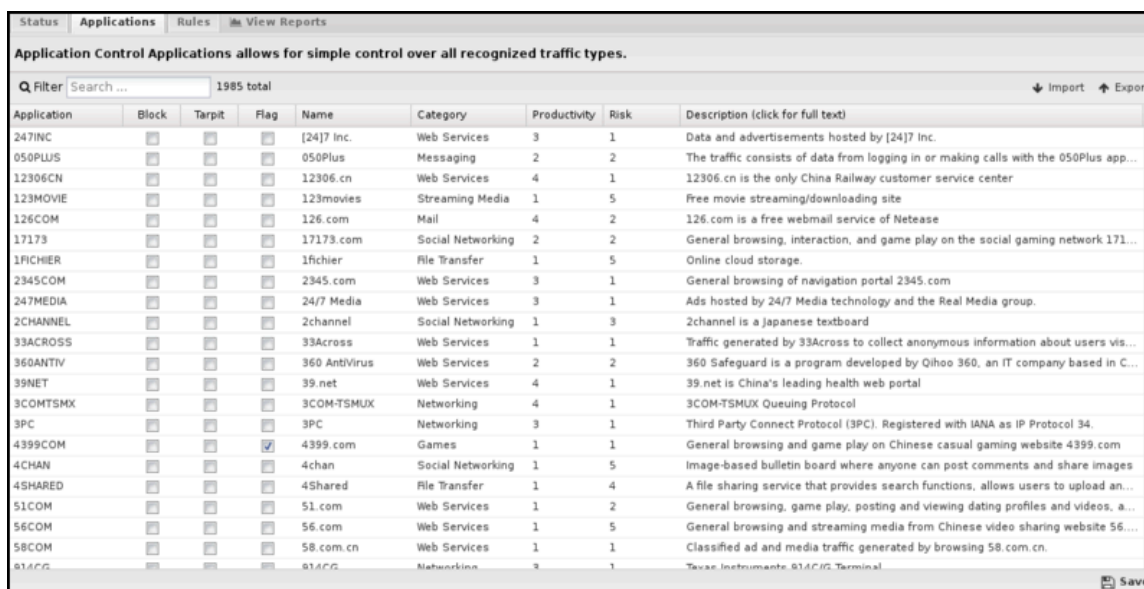 Status Applications Rules View Reports
Application Control Applications allows for simple control over all recognized traffic types.
Filter Search ... 1985 total Import Expor
Application Block Tarpit Flag Name Category Productivity Risk Description (click for full text)
247INC [24]7 Inc. Web Services 3 1 Data and advertisements hosted by [24]7 Inc.
050PLUS 050Plus Messaging 2 2 The traffic consists of data from logging in or making calls with the 050Plus app...
12306CN 12306.cn Web Services 4 1 12306.cn is the only China Railway customer service center
123MOVIE 123movies Streaming Media 1 5 Free movie streaming/downloading site
126COM 126.com Mail 4 2 126.com is a free webmail service of Netease
17173 17173.com Social Networking 2 2 General browsing, interaction, and game play on the social gaming network 171...
1FICHIER 1fichier File Transfer 1 5 Online cloud storage.
2345COM 2345.com Web Services 3 1 General browsing of navigation portal 2345.com
247MEDIA 24/7 Media Web Services 3 1 Ads hosted by 24/7 Media technology and the Real Media group.
2CHANNEL 2channel Social Networking 1 3 2channel is a Japanese textboard
33ACROSS 33Across Web Services 1 1 Traffic generated by 33Across to collect anonymous information about users vis...
360ANTIV 360 AntiVirus Web Services 2 2 360 Safeguard is a program developed by Qihoo 360, an IT company based in C...
39NET 39.net Web Services 4 1 39.net is China's leading health web portal
3COMTSMX 3COM-TSMUX Networking 4 1 3COM-TSMUX Queuing Protocol
3PC 3PC Networking 3 1 Third Party Connect Protocol (3PC). Registered with IANA as IP Protocol 34.
4399COM 4399.com Games 1 1 General browsing and game play on Chinese casual gaming website 4399.com
4CHAN 4chan Social Networking 1 5 Image-based bulletin board where anyone can post comments and share images
4SHARED 4Shared File Transfer 1 4 A file sharing service that provides search functions, allows users to upload an...
51COM 51.com Web Services 1 2 General browsing, game play, posting and viewing dating profiles and videos, a...
56COM 56.com Web Services 1 5 General browsing and streaming media from Chinese video sharing website 56....
58COM 58.com.cn Web Services 1 1 Classified ad and media traffic generated by browsing 58.com.cn.
914CG 914CG Networking 3 1 Texas Instruments 914C/G Terminal
Save